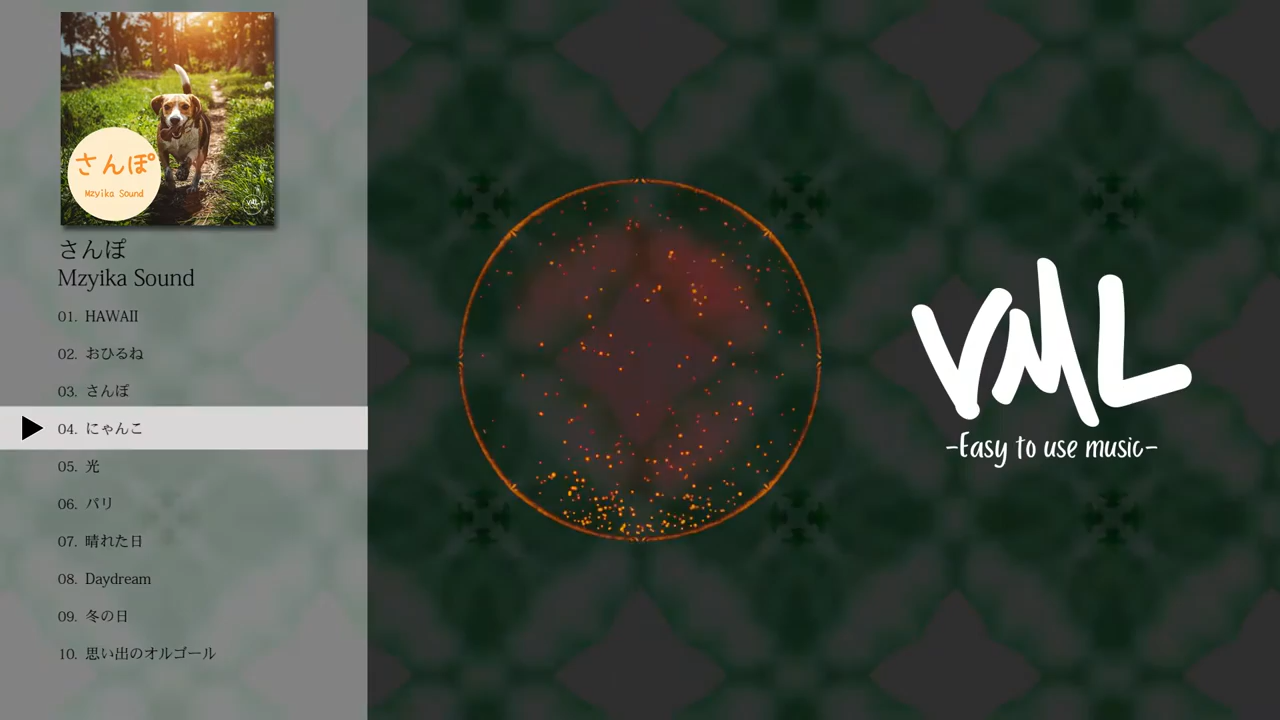 さんぽ
Mzyika Sound
VML
さんぽ
Mzyika Sound
01. HAWAII
02. おひるね
03. さんぽ
04. にゃんこ
05. 光
06. パリ
07. 晴れた日
08. Daydream
09. 冬の日
10. 思い出のオルゴール
VML
-Easy to use music-